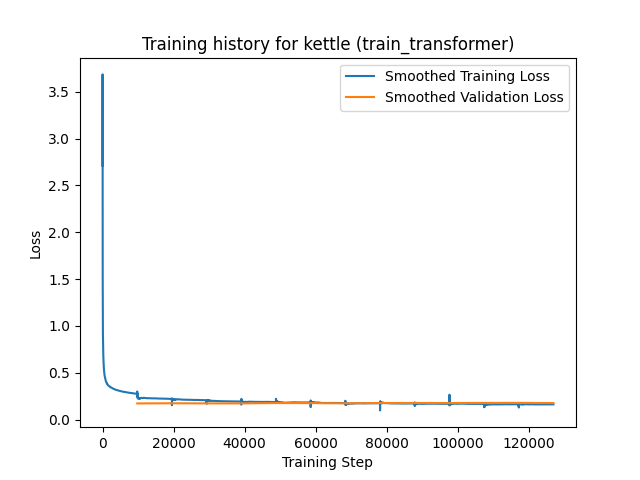 Training history for kettle (train_transformer)
Smoothed Training Loss
Smoothed Validation Loss
Loss
3.5
3.0
2.5
2.0
1.5
1.0
0.5
0.0
0 20000 40000 60000 80000 100000 120000
Training Step